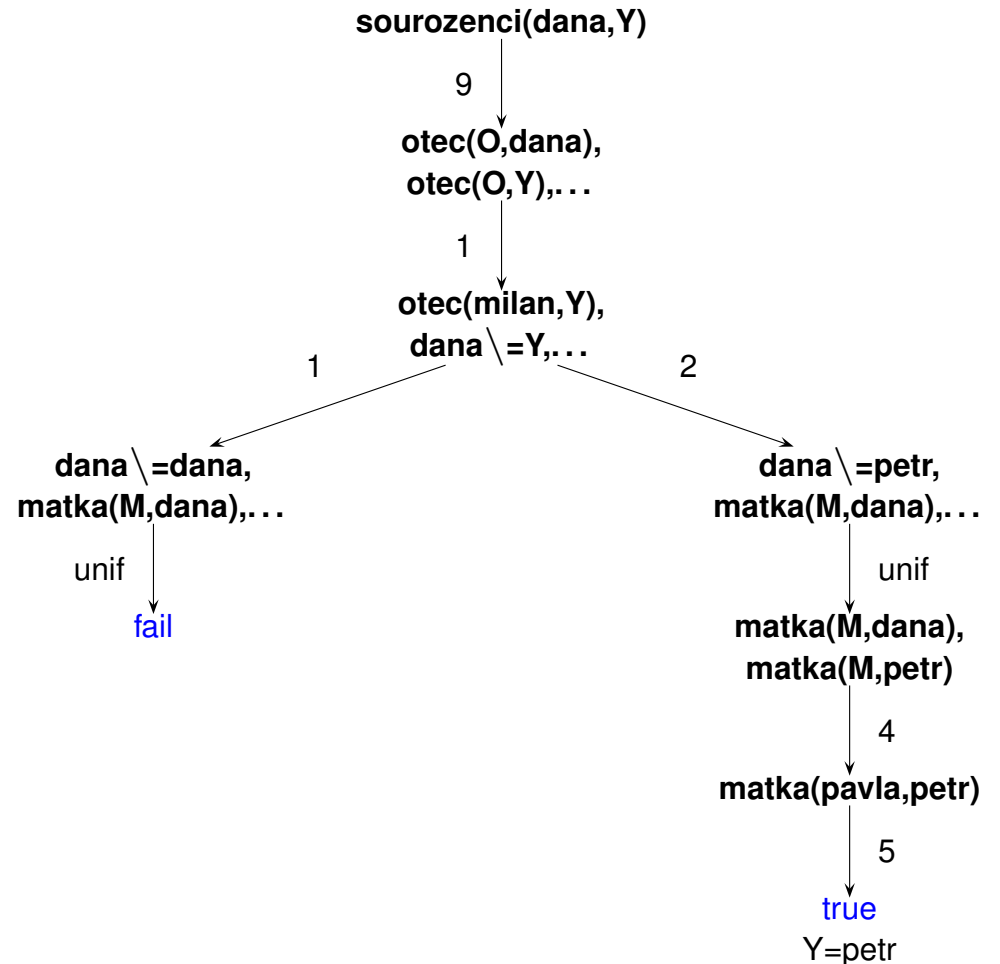 sourozenci(dana,Y)
9
otec(O,dana),
otec(O,Y),...
1
otec(milan,Y),
dana\=Y,...
1
2
dana\=dana,
matka(M,dana),...
unif
fail
dana\=petr,
matka(M,dana),...
unif
matka(M,dana),
matka(M,petr)
4
matka(pavla,petr)
5
true
Y=petr